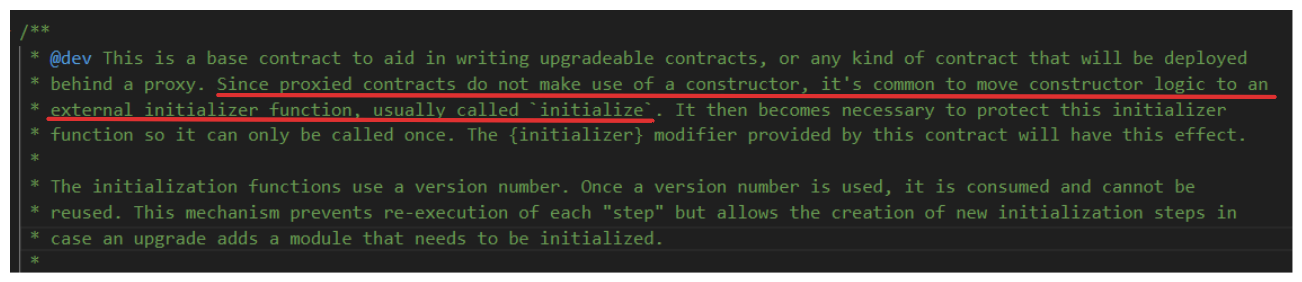 /**
* @dev This is a base contract to aid in writing upgradeable contracts, or any kind of contract that will be deployed
* behind a proxy. Since proxied contracts do not make use of a constructor, it's common to move constructor logic to an
* external initializer function, usually called `initialize`. It then becomes necessary to protect this initializer
* function so it can only be called once. The {initializer} modifier provided by this contract will have this effect.
*
* The initialization functions use a version number. Once a version number is used, it is consumed and cannot be
* reused. This mechanism prevents re-execution of each "step" but allows the creation of new initialization steps in
* case an upgrade adds a module that needs to be initialized.
*